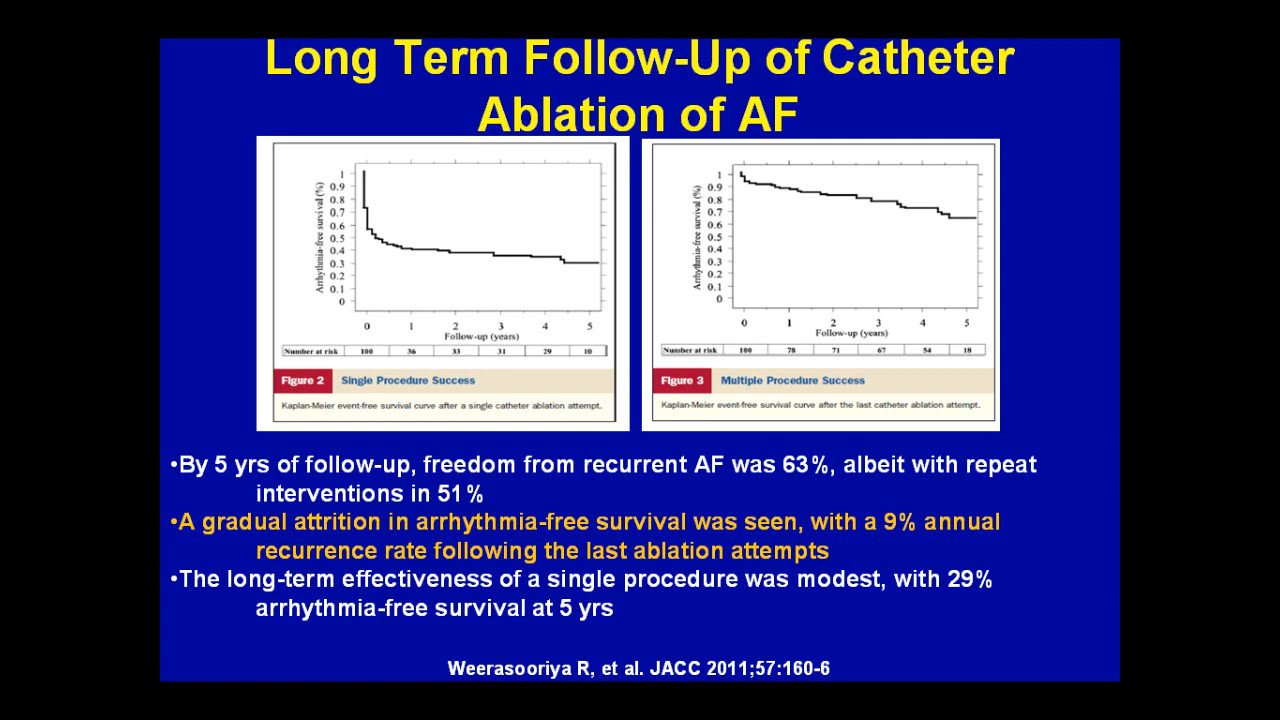 Long Term Follow-Up of Catheter
Ablation of AF
Arrhythmia-free survival (%)
1
0.9
0.8
0.7
0.6
0.5
0.4
0.3
0.2
0.1
0
0 1 2 3 4 5
Follow-up (years)
Number at risk 100 36 33 31 29 10
Figure 2 Single Procedure Success
Kaplan-Meier event-free survival curve after a single catheter ablation attempt.
Arrhythmia-free survival (%)
1
0.9
0.8
0.7
0.6
0.5
0.4
0.3
0.2
0.1
0
0 1 2 3 4 5
Follow-up (years)
Number at risk 100 78 71 67 54 18
Figure 3 Multiple Procedure Success
Kaplan-Meier event-free survival curve after the last catheter ablation attempt.
•By 5 yrs of follow-up, freedom from recurrent AF was 63%, albeit with repeat
interventions in 51%
•A gradual attrition in arrhythmia-free survival was seen, with a 9% annual
recurrence rate following the last ablation attempts
•The long-term effectiveness of a single procedure was modest, with 29%
arrhythmia-free survival at 5 yrs
Weerasooriya R, et al. JACC 2011;57:160-6